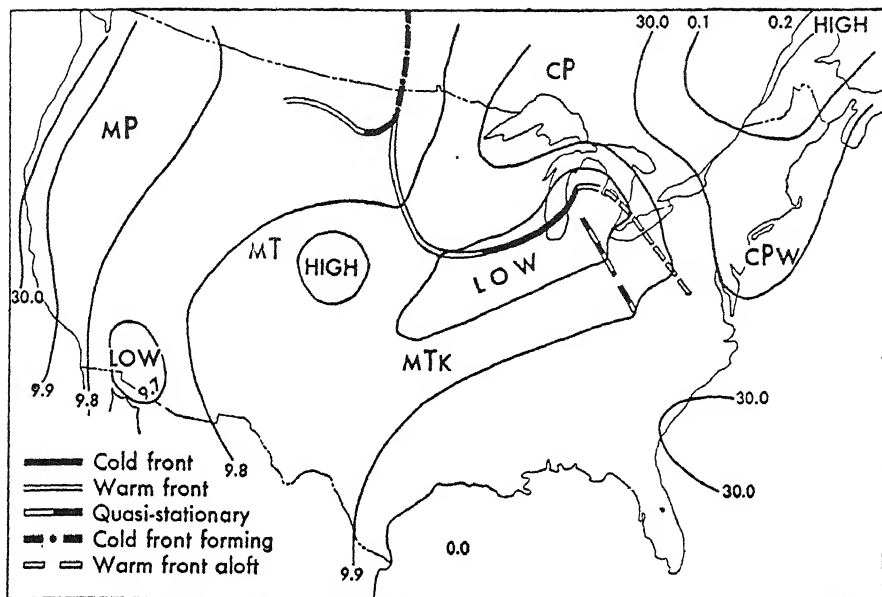 30.0 0.1 0.2 HIGH
CP
MP
MT
HIGH
LOW
CPW
30.0
LOW
9.7
MTK
9.9 9.8
30.0
9.8
30.0
0.0
9.9
Cold front
Warm front
Quasi-stationary
Cold front forming
Warm front aloft